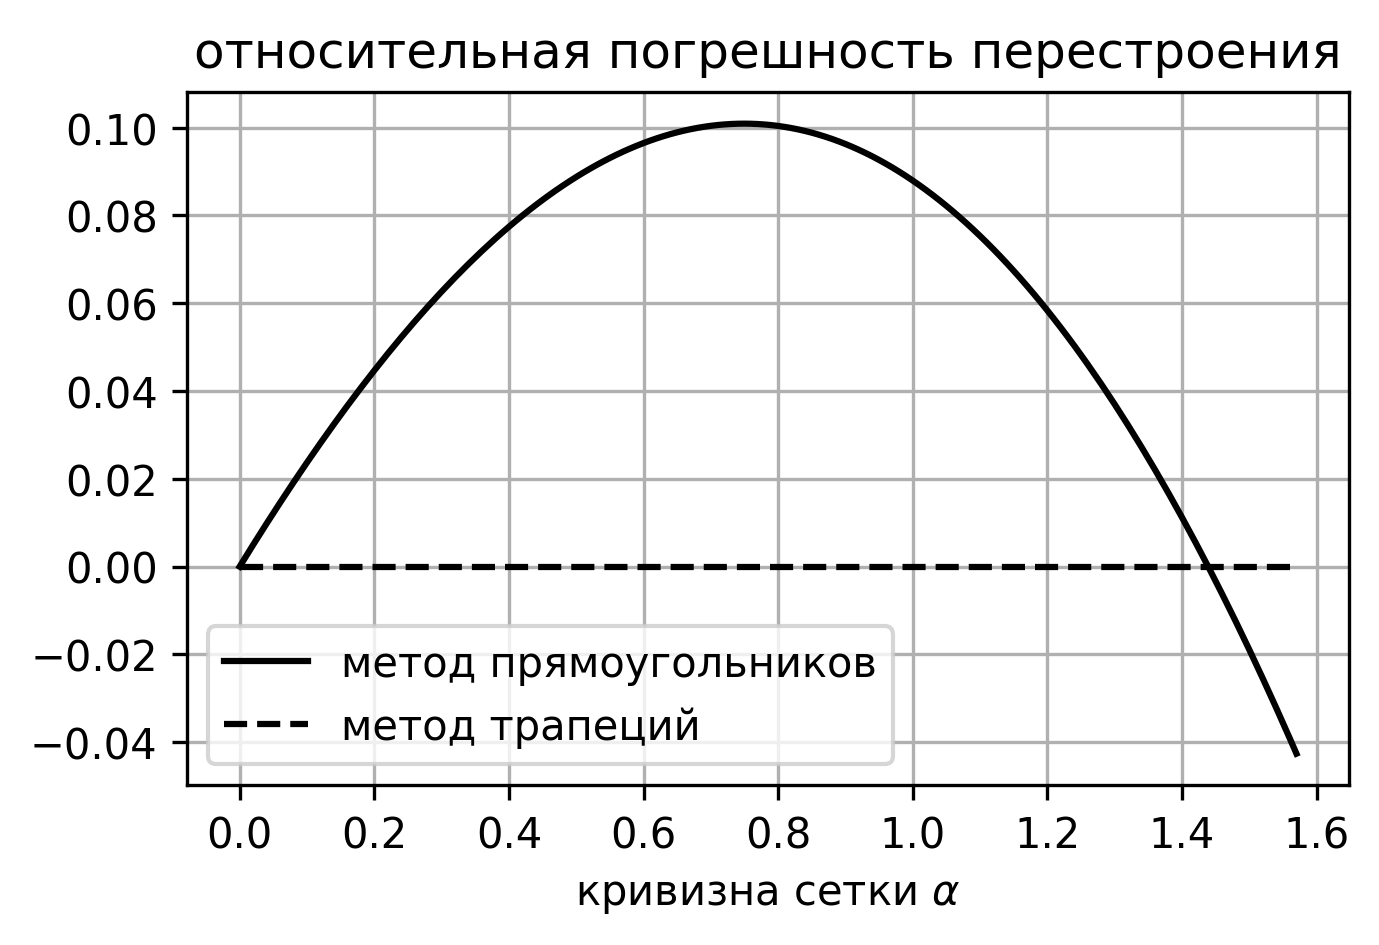 относительная погрешность перестроения
0.10
0.08
0.06
0.04
0.02
0.00
−0.02
−0.04
метод прямоугольников
метод трапеций
0.0 0.2 0.4 0.6 0.8 1.0 1.2 1.4 1.6
кривизна сетки α